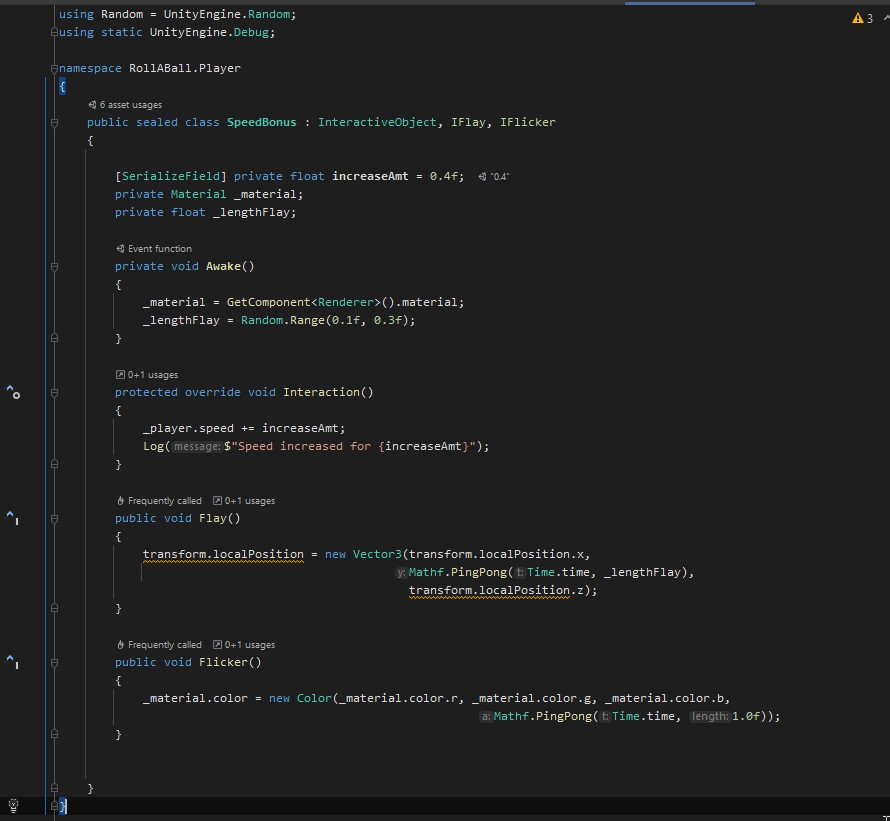 using Random = UnityEngine.Random;
3
using static UnityEngine.Debug;
namespace RollABall.Player
{
6 asset usages
public sealed class SpeedBonus : InteractiveObject, IFlay, IFlicker
{
[SerializeField] private float increaseAmt = 0.4f; "0.4"
private Material _material;
private float _lengthFlay;
Event function
private void Awake()
{
_material = GetComponent<Renderer>().material;
_lengthFlay = Random.Range(0.1f, 0.3f);
}
0+1 usages
protected override void Interaction()
{
_player.speed += increaseAmt;
Log(message: $"Speed increased for {increaseAmt}");
}
Frequently called 0+1 usages
public void Flay()
{
transform.localPosition = new Vector3(transform.localPosition.x,
y: Mathf.PingPong(t: Time.time, _lengthFlay),
transform.localPosition.z);
}
Frequently called 0+1 usages
public void Flicker()
{
_material.color = new Color(_material.color.r, _material.color.g, _material.color.b,
a: Mathf.PingPong(t: Time.time, length: 1.0f));
}
}
}